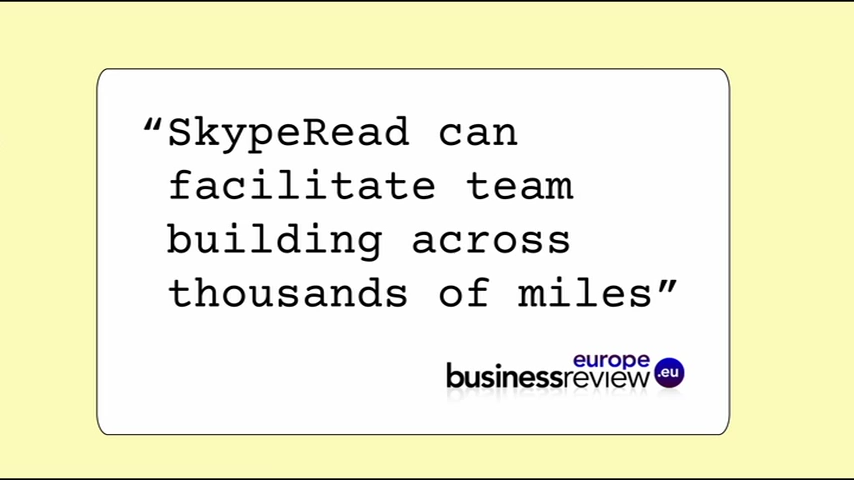 “SkypeRead can
facilitate team
building across
thousands of miles”
europe
businessreview.eu